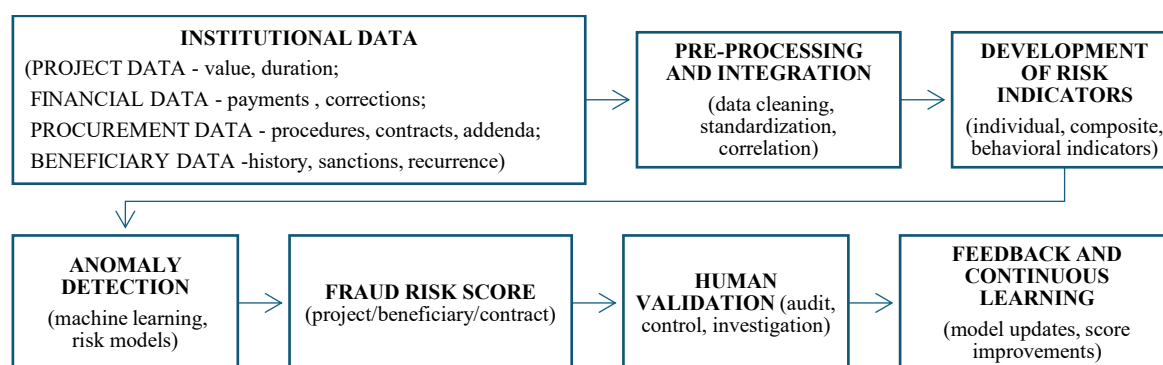 INSTITUTIONAL DATA
(PROJECT DATA - value, duration;
FINANCIAL DATA - payments , corrections;
PROCUREMENT DATA - procedures, contracts, addenda;
BENEFICIARY DATA -history, sanctions, recurrence)
PRE-PROCESSING
AND INTEGRATION
(data cleaning,
standardization,
correlation)
DEVELOPMENT
OF RISK
INDICATORS
(individual, composite,
behavioral indicators)
ANOMALY
DETECTION
(machine learning,
risk models)
FRAUD RISK SCORE
(project/beneficiary/contract)
HUMAN
VALIDATION (audit,
control, investigation)
FEEDBACK AND
CONTINUOUS
LEARNING
(model updates, score
improvements)